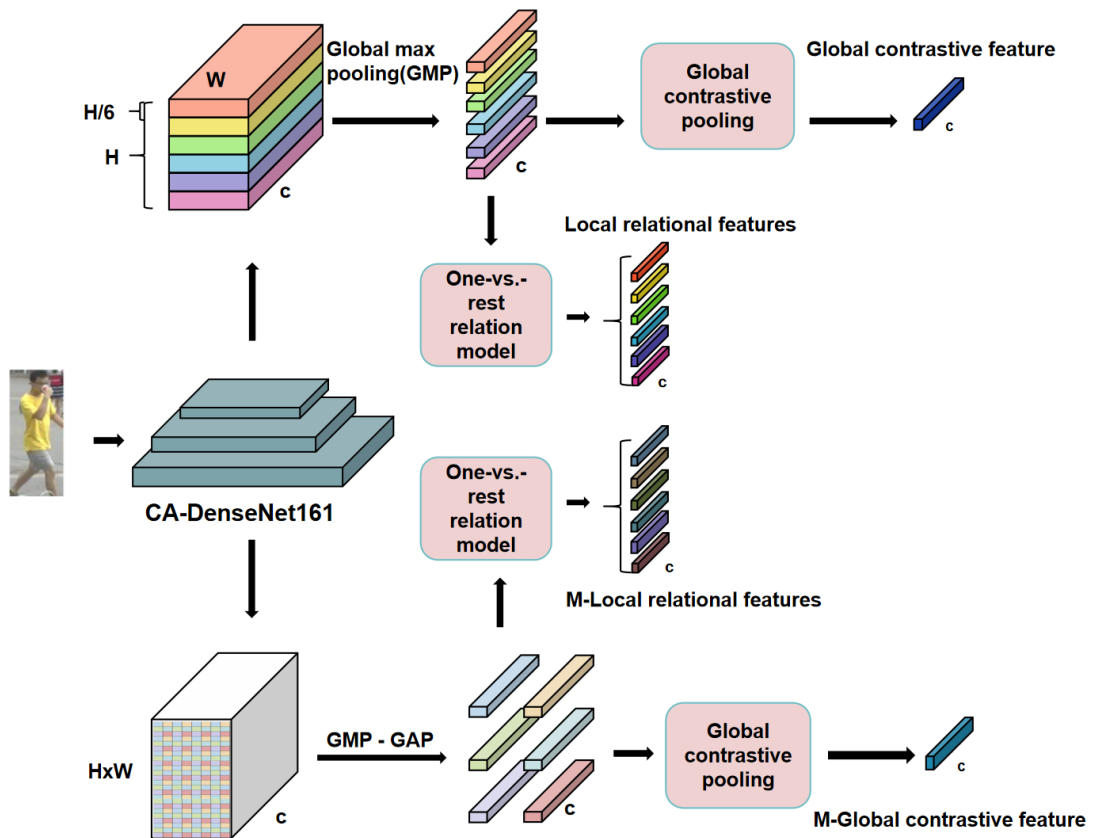 Global max
pooling(GMP)
W
H/6
H
c
c
Global
contrastive
pooling
Global contrastive feature
c
Local relational features
One-vs.-
rest
relation
model
c
CA-DenseNet161
One-vs.-
rest
relation
model
c
M-Local relational features
HxW
c
GMP - GAP
c
Global
contrastive
pooling
c
M-Global contrastive feature